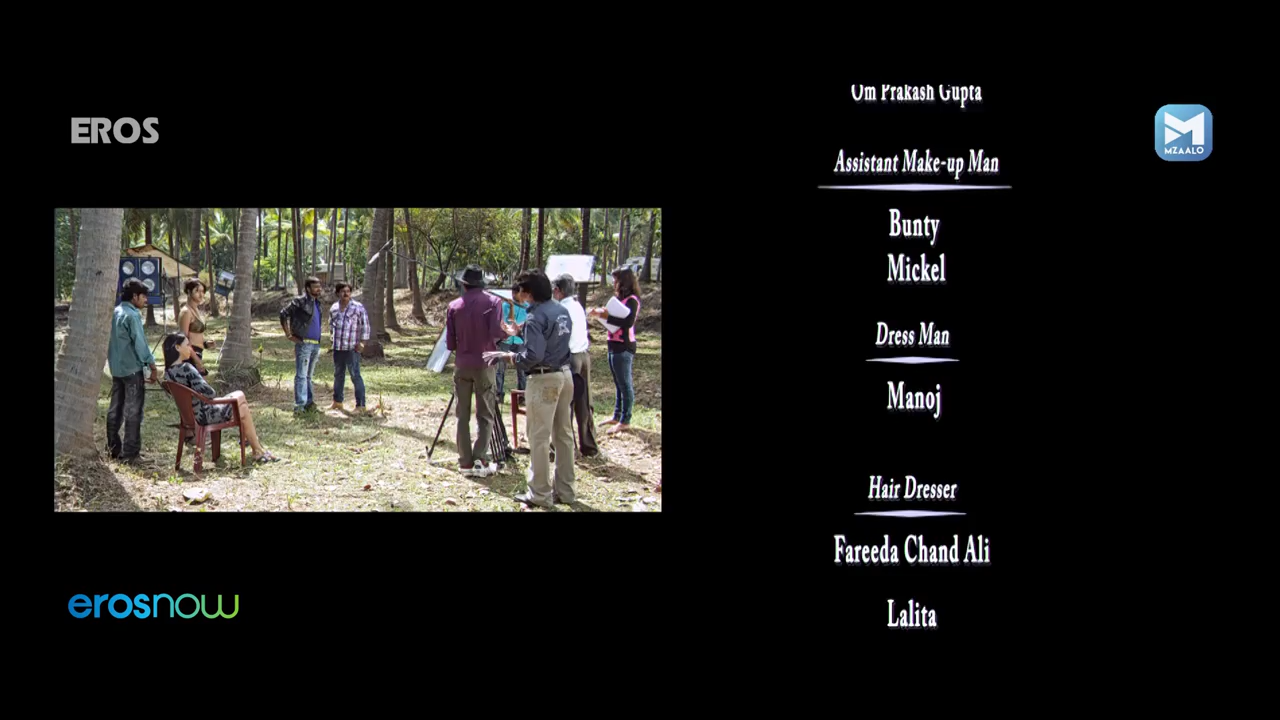 EROS
Om Prakash Gupta
MZAALO
Assistant Make-up Man
Bunty
Mickel
Dress Man
Manoj
Hair Dresser
Fareeda Chand Ali
Lalita
erosnow